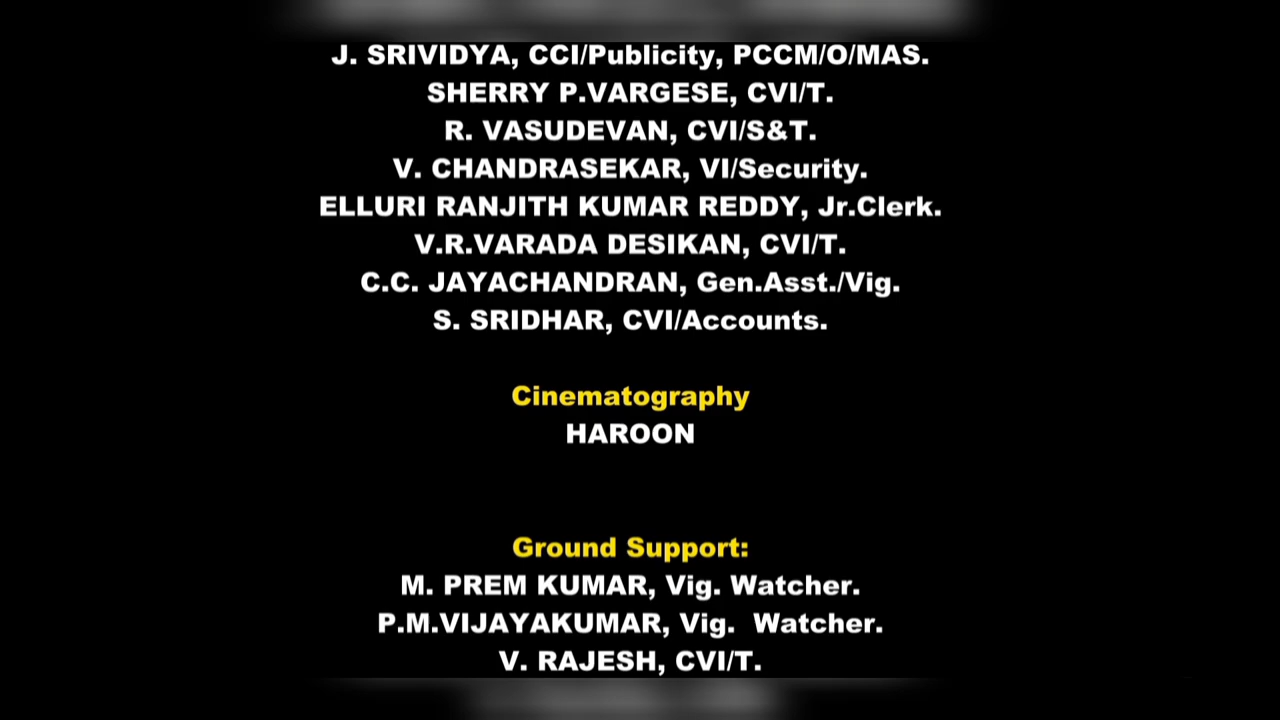 J. SRIVIDYA, CCI/Publicity, PCCM/O/MAS.
SHERRY P.VARGESE, CVI/T.
R. VASUDEVAN, CVI/S&T.
V. CHANDRASEKAR, VI/Security.
ELLURI RANJITH KUMAR REDDY, Jr.Clerk.
V.R.VARADA DESIKAN, CVI/T.
C.C. JAYACHANDRAN, Gen.Asst./Vig.
S. SRIDHAR, CVI/Accounts.
Cinematography
HAROON
Ground Support:
M. PREM KUMAR, Vig. Watcher.
P.M.VIJAYAKUMAR, Vig.  Watcher.
V. RAJESH, CVI/T.